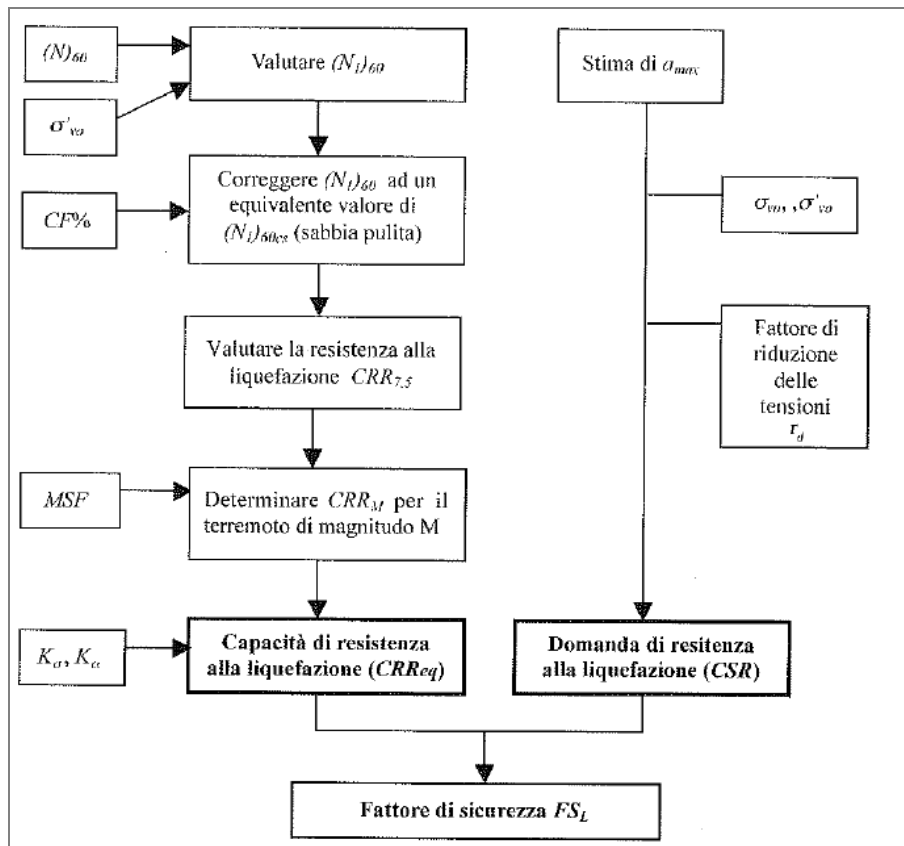 (N)60
Valutare (N1)60
Stima di amax
σ'vo
Correggere (N1)60 ad un
equivalente valore di
(N1)60cs (sabbia pulita)
CF%
σvo, ,σ'vo
Valutare la resistenza alla
liquefazione CRR7,5
Fattore di
riduzione
delle
tensioni
rd
MSF
Determinare CRRM per il
terremoto di magnitudo M
Kσ, Kα
Capacità di resistenza
alla liquefazione (CRReq)
Domanda di resitenza
alla liquefazione (CSR)
Fattore di sicurezza FSL